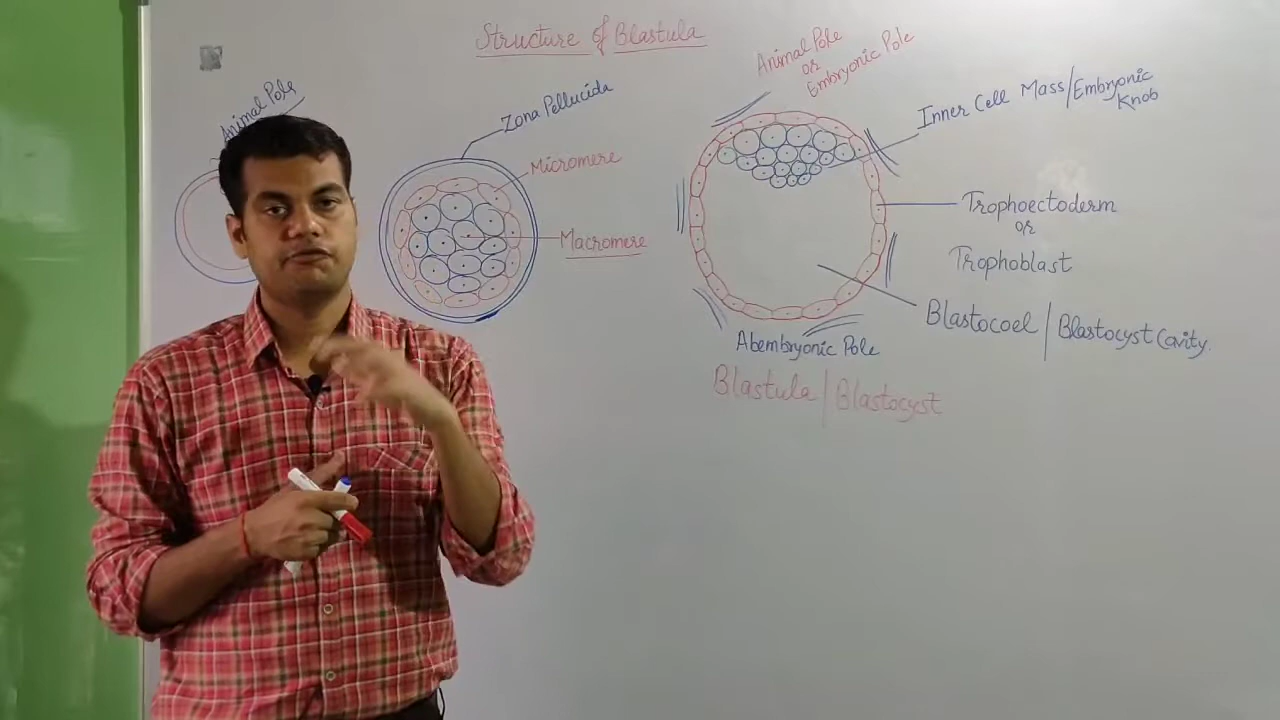 Structure of Blastula
Animal Pole
Zona Pellucida
Micromere
Macromere
Animal Pole
or
Embryonic Pole
Inner Cell Mass/Embryonic
Knob
Trophoectoderm
or
Trophoblast
Blastocoel | Blastocyst Cavity.
Abembryonic Pole
Blastula | Blastocyst